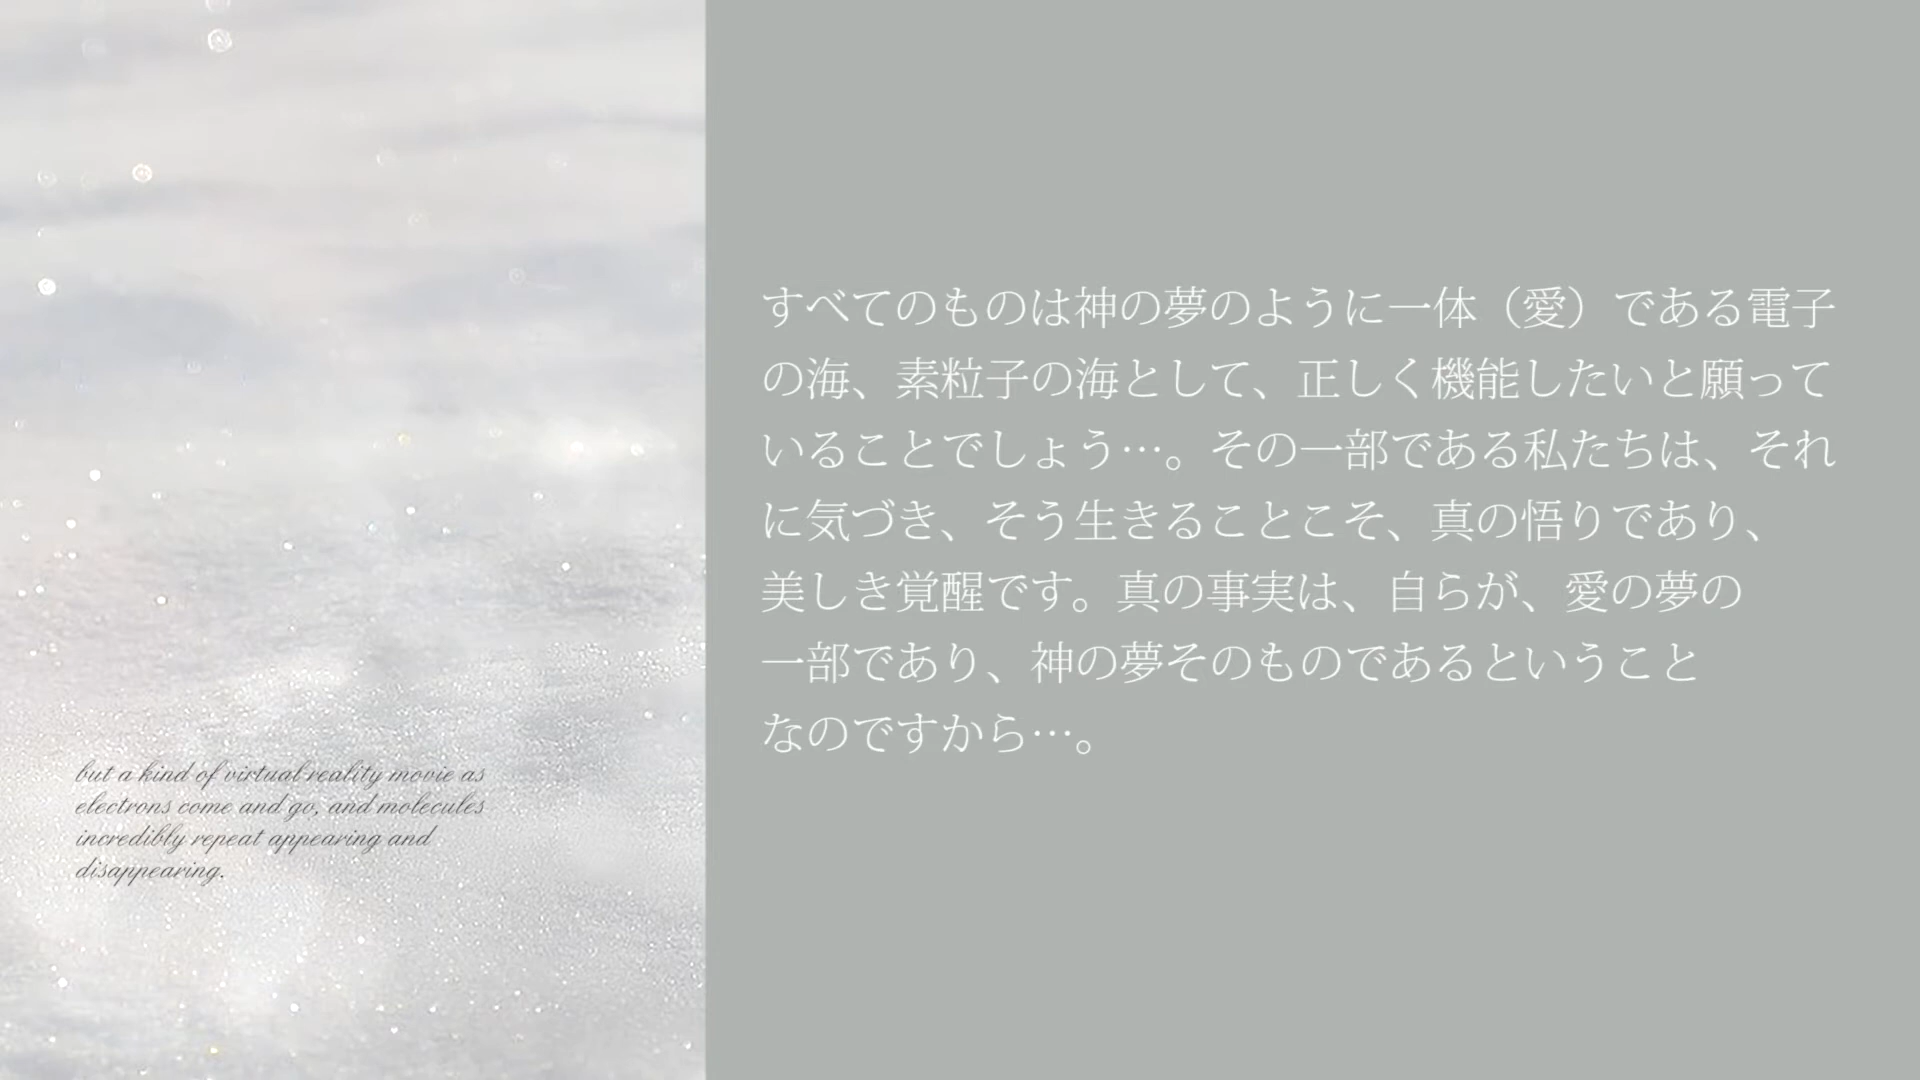 but a kind of virtual reality movie as
electrons come and go, and molecules
incredibly repeat appearing and
disappearing.
すべてのものは神の夢のように一体（愛）である電子
の海、素粒子の海として、正しく機能したいと願って
いることでしょう…。その一部である私たちは、それ
に気づき、そう生きることこそ、真の悟りであり、
美しき覚醒です。真の事実は、自らが、愛の夢の
一部であり、神の夢そのものであるということ
なのですから…。